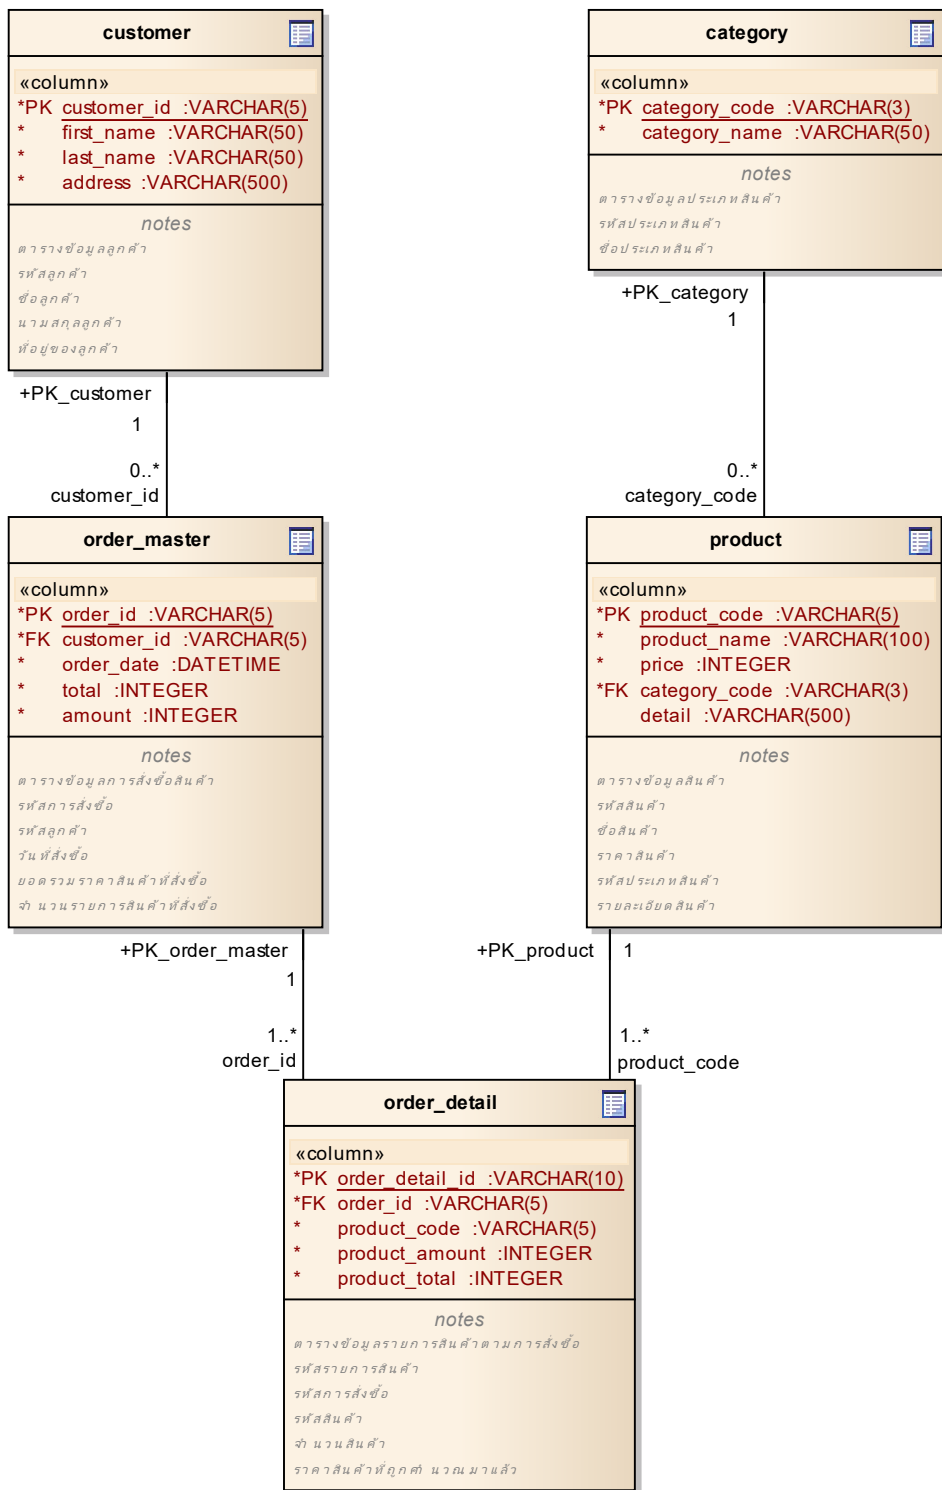 customer
«column»
*PK customer_id :VARCHAR(5)
* first_name :VARCHAR(50)
* last_name :VARCHAR(50)
* address :VARCHAR(500)
notes
ตารางข้อมูลลูกค้า
รหัสลูกค้า
ชื่อลูกค้า
นามสกุลลูกค้า
ที่อยู่ของลูกค้า
category
«column»
*PK category_code :VARCHAR(3)
* category_name :VARCHAR(50)
notes
ตารางข้อมูลประเภทสินค้า
รหัสประเภทสินค้า
ชื่อประเภทสินค้า
+PK_customer
1
0..*
customer_id
+PK_category
1
0..*
category_code
order_master
«column»
*PK order_id :VARCHAR(5)
*FK customer_id :VARCHAR(5)
* order_date :DATETIME
* total :INTEGER
* amount :INTEGER
notes
ตารางข้อมูลการสั่งซื้อสินค้า
รหัสการสั่งซื้อ
รหัสลูกค้า
วันที่สั่งซื้อ
ยอดรวมราคาสินค้าที่สั่งซื้อ
จำนวนรายการสินค้าที่สั่งซื้อ
product
«column»
*PK product_code :VARCHAR(5)
* product_name :VARCHAR(100)
* price :INTEGER
*FK category_code :VARCHAR(3)
detail :VARCHAR(500)
notes
ตารางข้อมูลสินค้า
รหัสสินค้า
ชื่อสินค้า
ราคาสินค้า
รหัสประเภทสินค้า
รายละเอียดสินค้า
+PK_order_master
1
1..*
order_id
+PK_product
1
1..*
product_code
order_detail
«column»
*PK order_detail_id :VARCHAR(10)
*FK order_id :VARCHAR(5)
* product_code :VARCHAR(5)
* product_amount :INTEGER
* product_total :INTEGER
notes
ตารางข้อมูลรายการสินค้าตามการสั่งซื้อ
รหัสรายการสินค้า
รหัสการสั่งซื้อ
รหัสสินค้า
จำนวนสินค้า
ราคาสินค้าที่ถูกคำนวณมาแล้ว